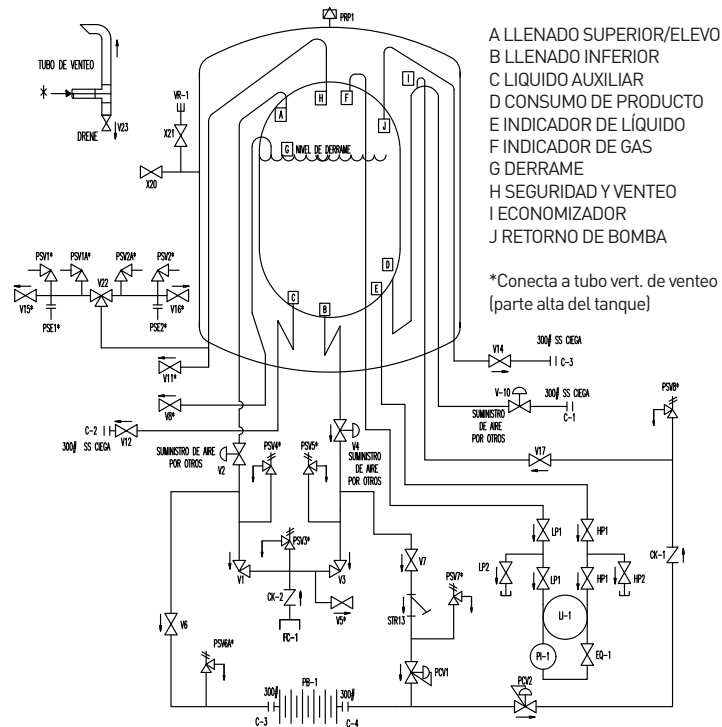 PRP1
A LLENADO SUPERIOR/ELEVO
B LLENADO INFERIOR
C LIQUIDO AUXILIAR
D CONSUMO DE PRODUCTO
E INDICADOR DE LÍQUIDO
F INDICADOR DE GAS
G DERRAME
H SEGURIDAD Y VENTEO
I ECONOMIZADOR
J RETORNO DE BOMBA
*Conecta a tubo vert. de venteo
(parte alta del tanque)
TUBO DE VENTEO
V23
DRENE
VR-1
X21
X20
A
H
F
J
I
G
NIVEL DE DERRAME
D
E
C
B
PSV1*
PSV1A*
PSV2A*
PSV2*
V22
V15*
V16*
PSE1*
PSE2*
V11*
V8*
C-2
V12
300# SS CIEGA
V14
300# SS CIEGA
C-3
V-10
300# SS CIEGA
C-1
SUMINISTRO
DE AIRE
POR OTROS
PSV8*
V17
SUMINISTRO DE AIRE
POR OTROS
V2
PSV4*
PSV5*
V4
SUMINISTRO
DE AIRE
POR OTROS
PSV3*
V1
V3
CK-2
V5*
FC-1
V7
STR13
PSV7*
PCV1
LP1
HP1
LP2
LP1
HP1
HP2
LI-1
PI-1
EQ-1
CK-1
PCV2
V6
PSV6A*
300#
PB-1
300#
C-3
C-4